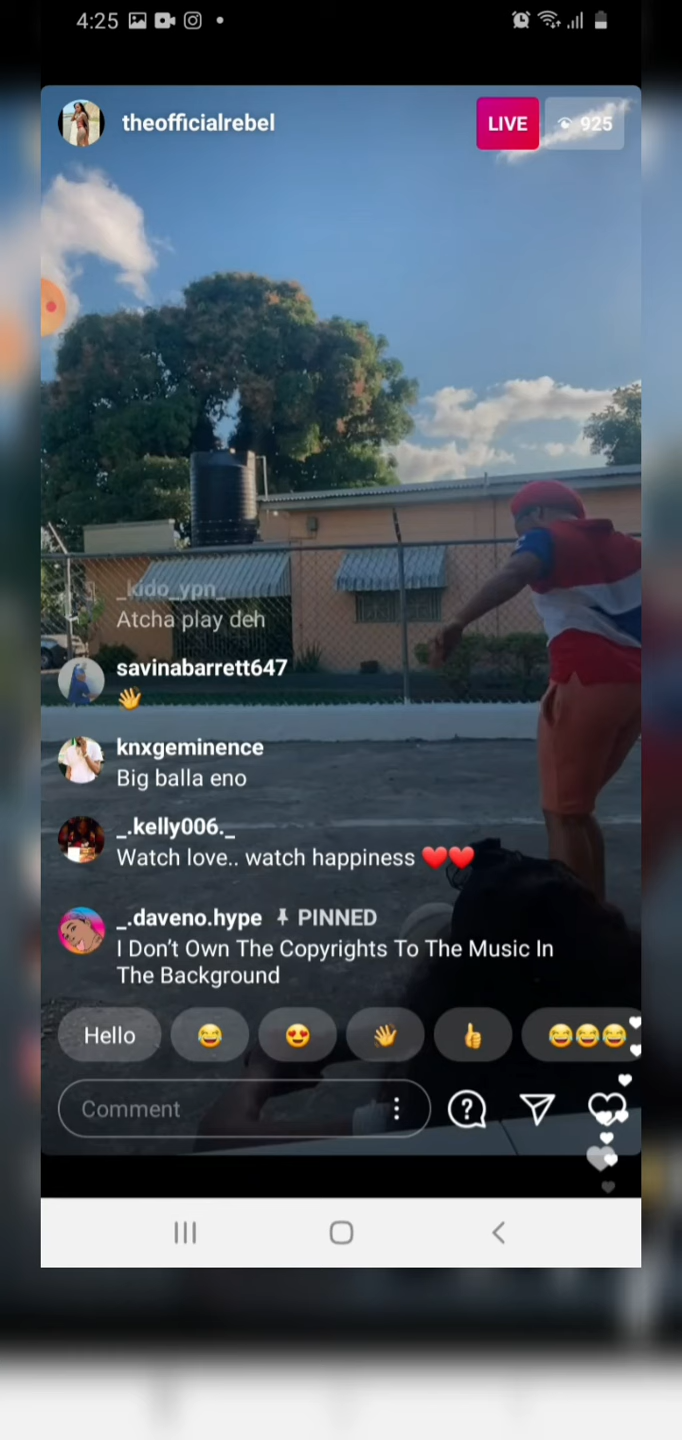 4:25
theofficialrebel
LIVE
925
_kido_ypn_
Atcha play deh
savinabarrett647
👋
knxgeminence
Big balla eno
_.kelly006._
Watch love.. watch happiness ❤️❤️
_.daveno.hype PINNED
I Don't Own The Copyrights To The Music In
The Background
Hello 😂 😍 👋 👍 😂😂😂
Comment